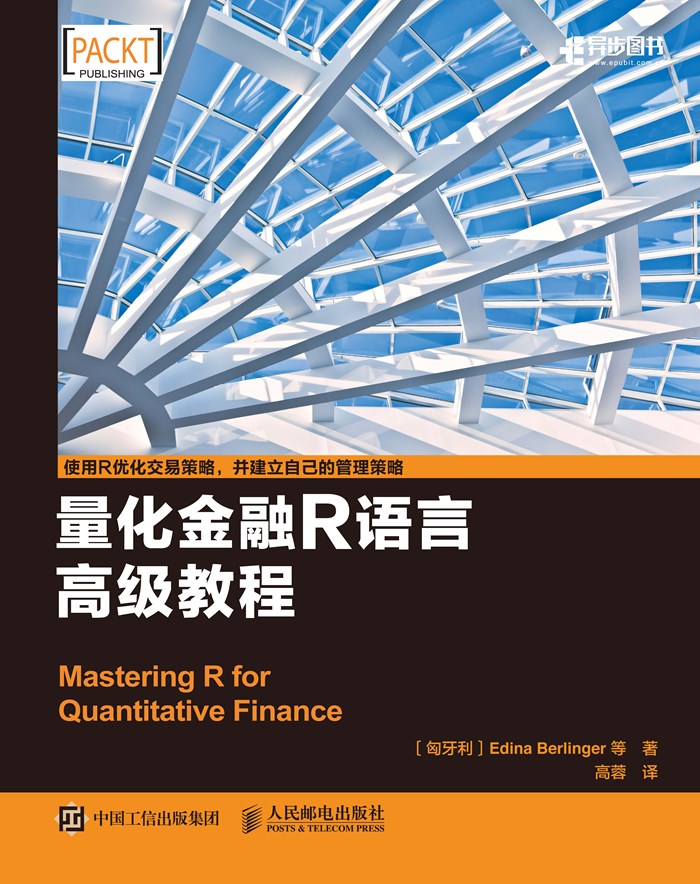 [PACKT]
PUBLISHING
异步图书
www.epubit.com
使用R优化交易策略，并建立自己的管理策略
量化金融R语言
高级教程
Mastering R for
Quantitative Finance
[ 匈牙利 ] Edina Berlinger 等 著
高蓉 译
中国工信出版集团
人民邮电出版社
POSTS & TELECOM PRESS